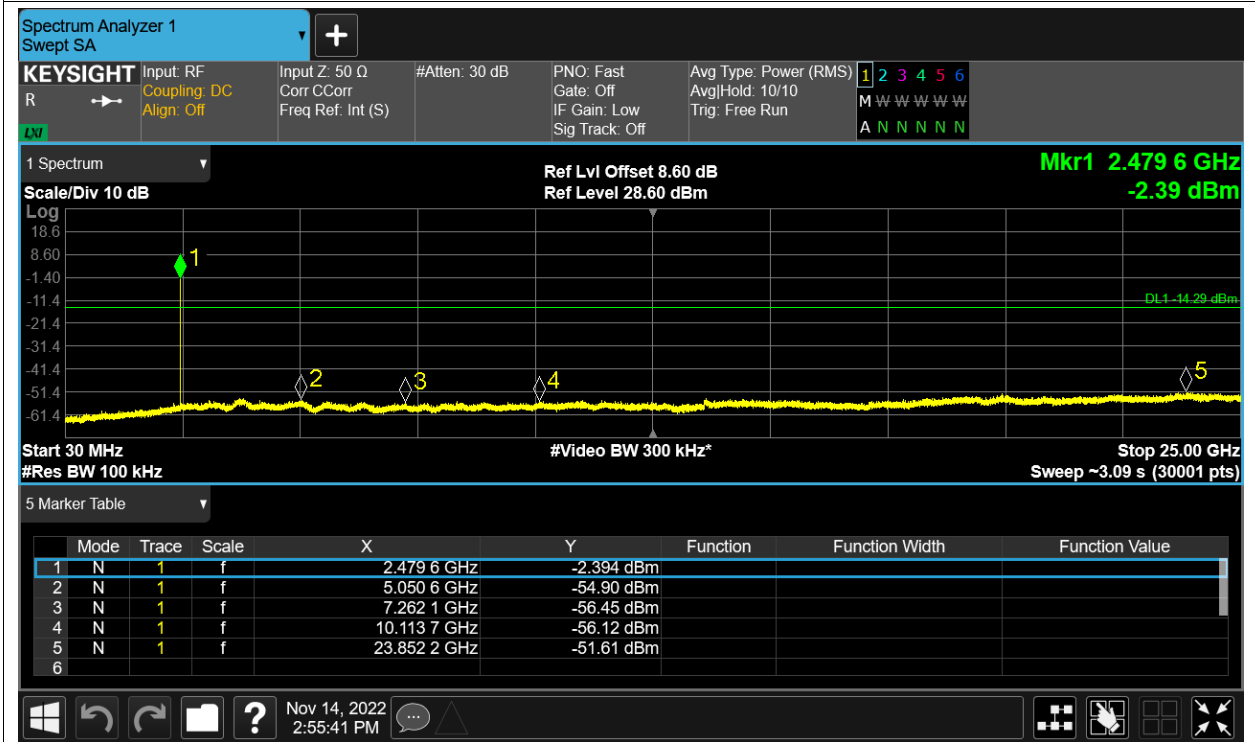 Spectrum Analyzer 1
Swept SA
KEYSIGHT
R
LXI
Input: RF
Coupling: DC
Align: Off
Input Z: 50 Ω
Corr CCorr
Freq Ref: Int (S)
#Atten: 30 dB
PNO: Fast
Gate: Off
IF Gain: Low
Sig Track: Off
Avg Type: Power (RMS)
Avg|Hold: 10/10
Trig: Free Run
1 2 3 4 5 6
M W W W W W
A N N N N N
1 Spectrum
Scale/Div 10 dB
Ref Lvl Offset 8.60 dB
Ref Level 28.60 dBm
Mkr1 2.479 6 GHz
-2.39 dBm
Log
18.6
8.60
-1.40
-11.4
-21.4
-31.4
-41.4
-51.4
-61.4
1
2
3
4
5
DL1 -14.29 dBm
Start 30 MHz
#Video BW 300 kHz*
Stop 25.00 GHz
#Res BW 100 kHz
Sweep ~3.09 s (30001 pts)
5 Marker Table
Mode Trace Scale X Y Function Function Width Function Value
1 N 1 f 2.479 6 GHz -2.394 dBm
2 N 1 f 5.050 6 GHz -54.90 dBm
3 N 1 f 7.262 1 GHz -56.45 dBm
4 N 1 f 10.113 7 GHz -56.12 dBm
5 N 1 f 23.852 2 GHz -51.61 dBm
6
?
Nov 14, 2022
2:55:41 PM